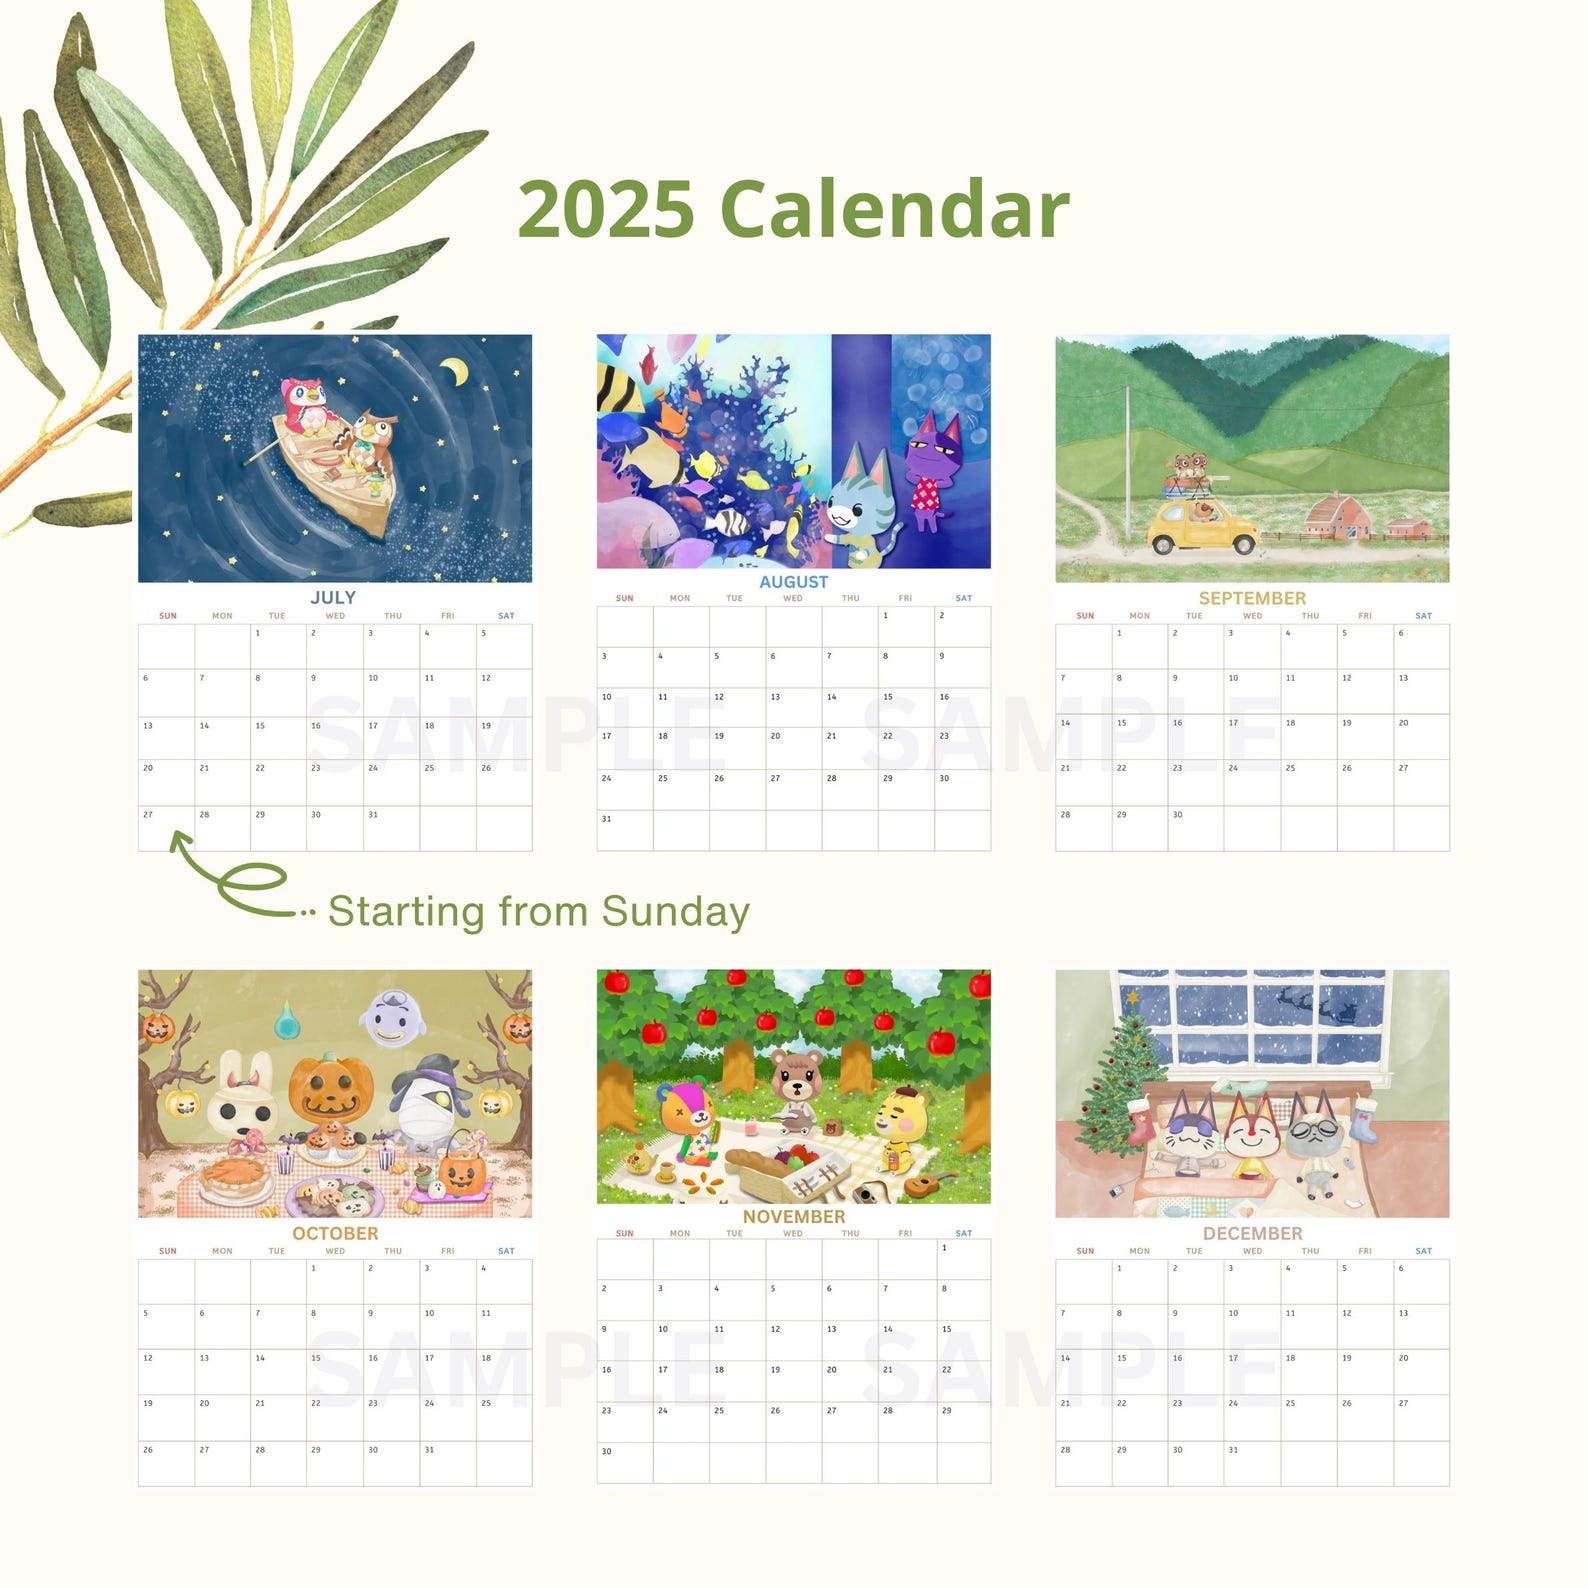 2025 Calendar
JULY
SUN MON TUE WED THU FRI SAT
1 2 3 4 5
6 7 8 9 10 11 12
13 14 15 16 17 18 19
20 21 22 23 24 25 26
27 28 29 30 31
AUGUST
SUN MON TUE WED THU FRI SAT
1 2
3 4 5 6 7 8 9
10 11 12 13 14 15 16
17 18 19 20 21 22 23
24 25 26 27 28 29 30
31
SEPTEMBER
SUN MON TUE WED THU FRI SAT
1 2 3 4 5 6
7 8 9 10 11 12 13
14 15 16 17 18 19 20
21 22 23 24 25 26 27
28 29 30
SAMPLE SAMPLE
Starting from Sunday
OCTOBER
SUN MON TUE WED THU FRI SAT
1 2 3 4
5 6 7 8 9 10 11
12 13 14 15 16 17 18
19 20 21 22 23 24 25
26 27 28 29 30 31
NOVEMBER
SUN MON TUE WED THU FRI SAT
1
2 3 4 5 6 7 8
9 10 11 12 13 14 15
16 17 18 19 20 21 22
23 24 25 26 27 28 29
30
DECEMBER
SUN MON TUE WED THU FRI SAT
1 2 3 4 5 6
7 8 9 10 11 12 13
14 15 16 17 18 19 20
21 22 23 24 25 26 27
28 29 30 31
SAMPLE SAMPLE